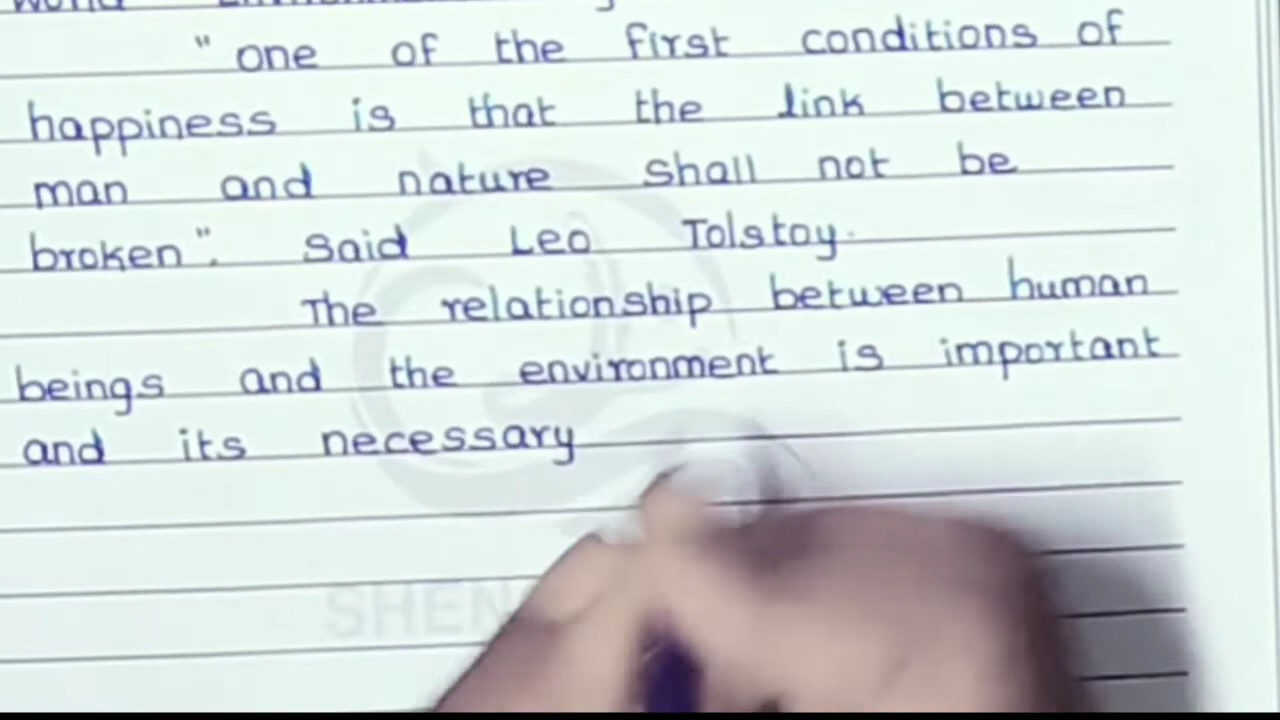 " one of the first conditions of
happiness is that the link between
man and nature shall not be
broken". Said Leo Tolstoy.
The relationship between human
beings and the environment is important
and its necessary
SHEN